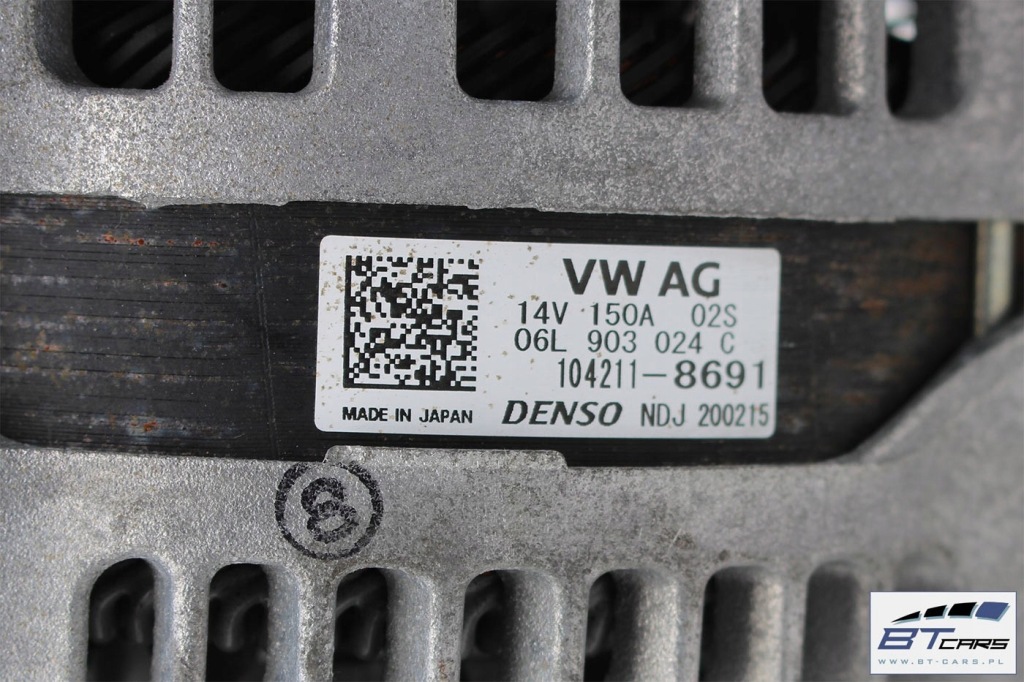 VW AG
14V 150A 02S
06L 903 024 C
104211-8691
MADE IN JAPAN DENSO NDJ 200215
8
BT CARS
WWW.BT-CARS.PL